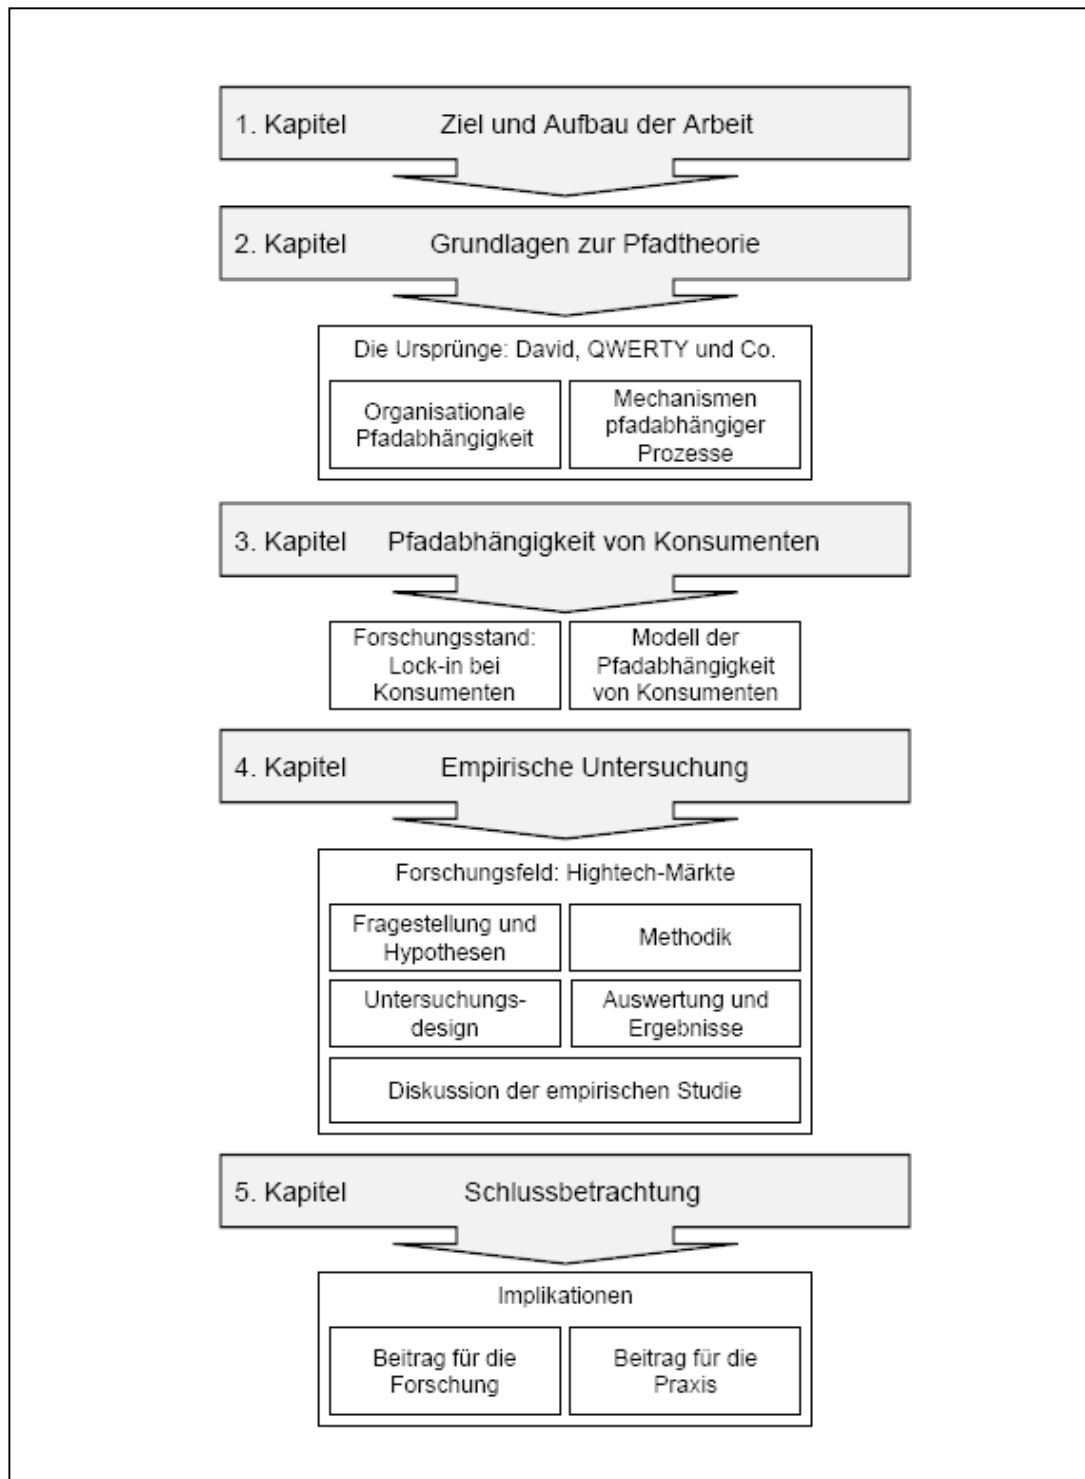 1. Kapitel Ziel und Aufbau der Arbeit
2. Kapitel Grundlagen zur Pfadtheorie
Die Ursprünge: David, QWERTY und Co.
Organisationale
Pfadabhängigkeit
Mechanismen
pfadabhängiger
Prozesse
3. Kapitel Pfadabhängigkeit von Konsumenten
Forschungsstand:
Lock-in bei
Konsumenten
Modell der
Pfadabhängigkeit
von Konsumenten
4. Kapitel Empirische Untersuchung
Forschungsfeld: Hightech-Märkte
Fragestellung und
Hypothesen
Methodik
Untersuchungs-
design
Auswertung und
Ergebnisse
Diskussion der empirischen Studie
5. Kapitel Schlussbetrachtung
Implikationen
Beitrag für die
Forschung
Beitrag für die
Praxis